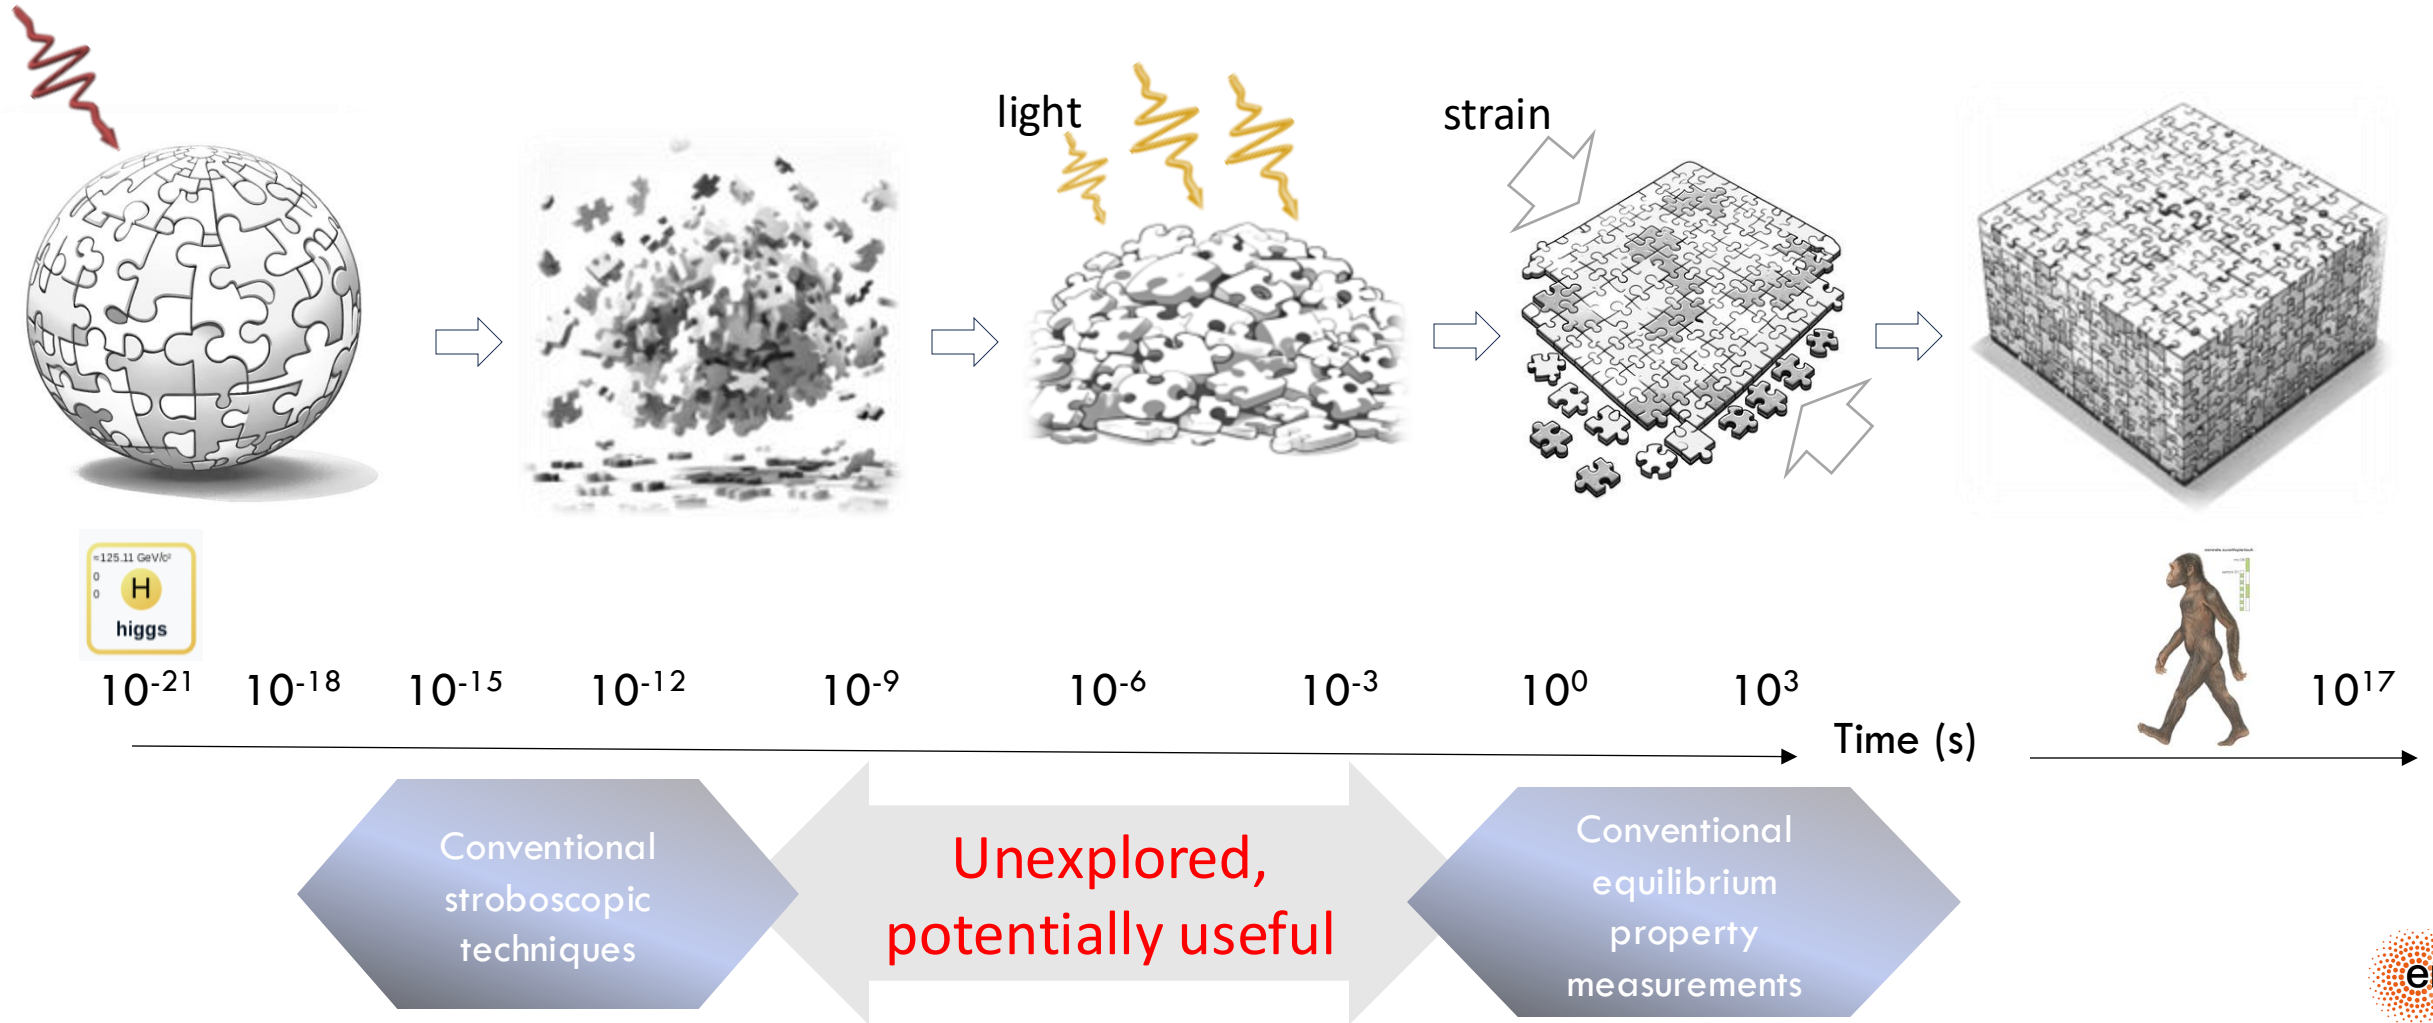 light
strain
≈125.11 GeV/c²
0
0
H
higgs
10⁻²¹ 10⁻¹⁸ 10⁻¹⁵ 10⁻¹² 10⁻⁹ 10⁻⁶ 10⁻³ 10⁰ 10³ 10¹⁷
Time (s)
Conventional
stroboscopic
techniques
Unexplored,
potentially useful
Conventional
equilibrium
property
measurements
e